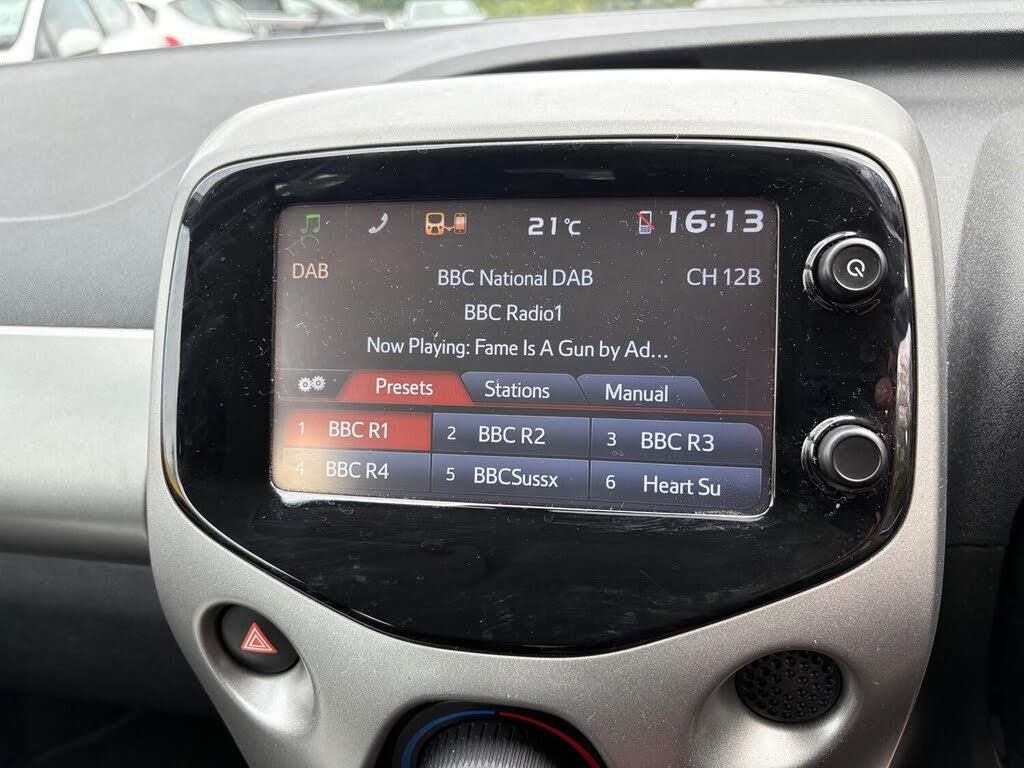 21°C 16:13
DAB BBC National DAB CH 12B
BBC Radio1
Now Playing: Fame Is A Gun by Ad...
Presets Stations Manual
1 BBC R1 2 BBC R2 3 BBC R3
4 BBC R4 5 BBCSussx 6 Heart Su